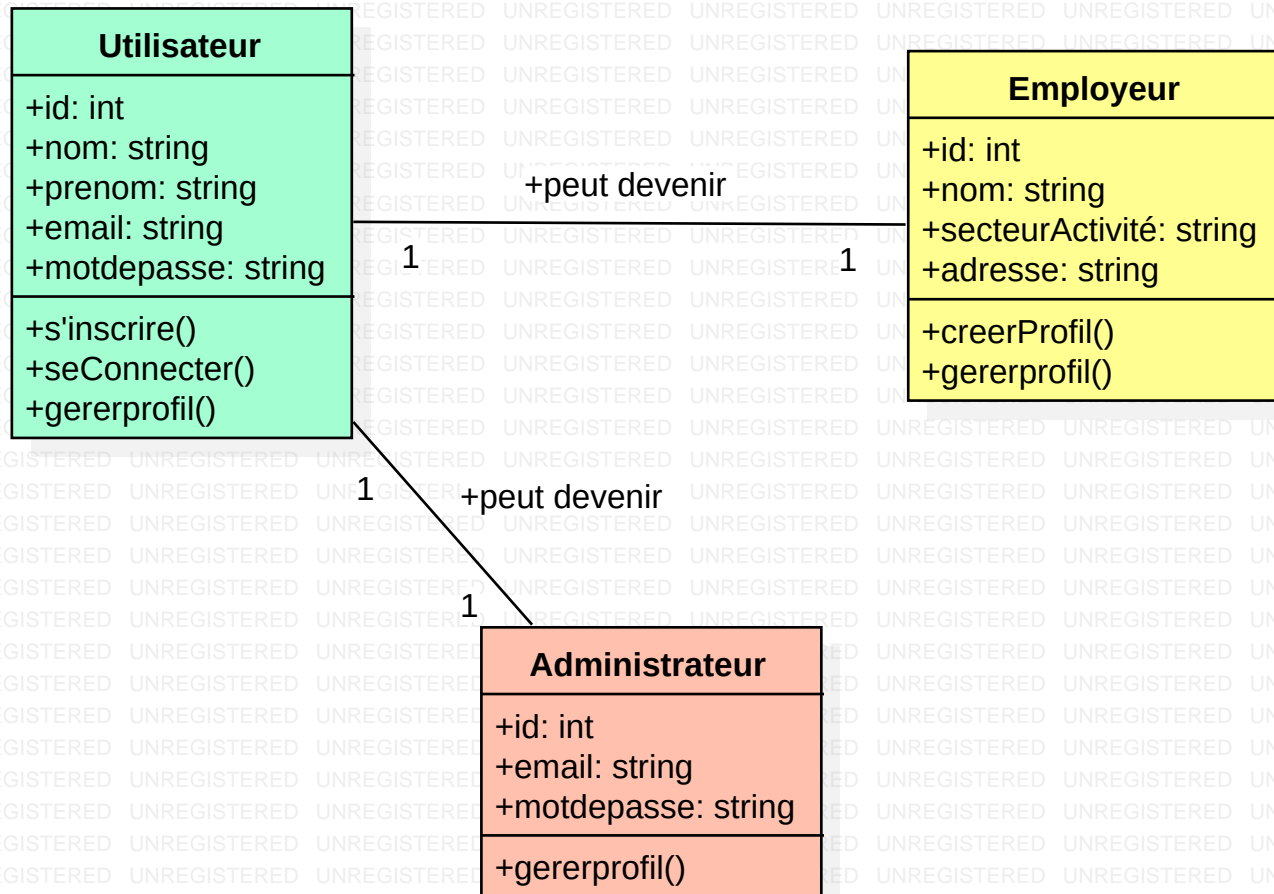 Utilisateur
+id: int
+nom: string
+prenom: string
+email: string
+motdepasse: string
+s'inscrire()
+seConnecter()
+gererprofil()
+peut devenir
1
1
Employeur
+id: int
+nom: string
+secteurActivité: string
+adresse: string
+creerProfil()
+gererprofil()
1
+peut devenir
1
Administrateur
+id: int
+email: string
+motdepasse: string
+gererprofil()
UNREGISTERED